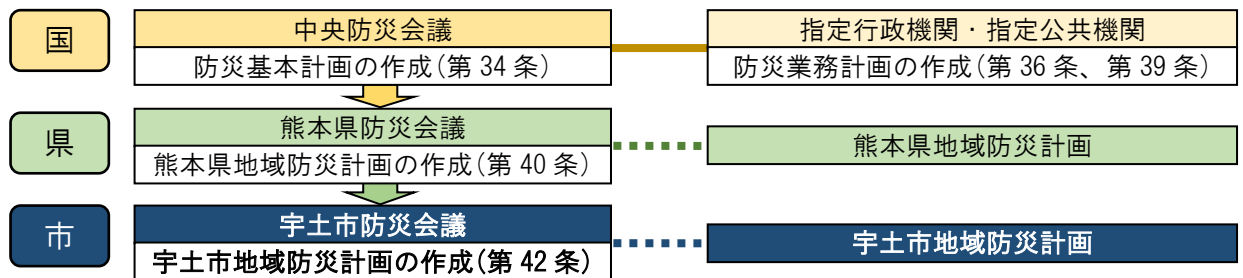 国
中央防災会議
防災基本計画の作成(第 34 条)
指定行政機関・指定公共機関
防災業務計画の作成(第 36 条、第 39 条)
県
熊本県防災会議
熊本県地域防災計画の作成(第 40 条)
熊本県地域防災計画
市
宇土市防災会議
宇土市地域防災計画の作成(第 42 条)
宇土市地域防災計画